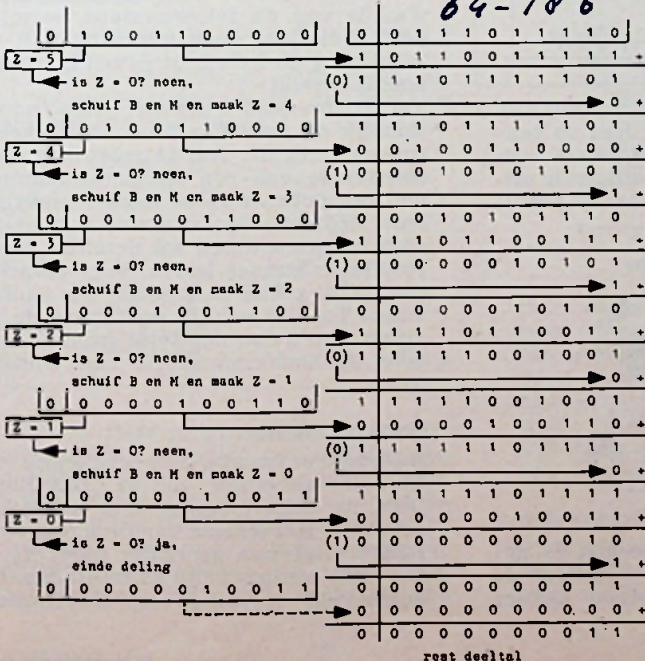 64-186
0 1 0 0 1 1 0 0 0 0 0 0 0 1 1 1 0 1 1 1 1 0
Z = 5 1 0 1 1 0 0 1 1 1 1 1 +
is Z = 0? neen, (0) 1 1 1 0 1 1 1 1 1 0 1
schuif B en M en maak Z = 4 0 +
0 0 1 0 0 1 1 0 0 0 0 1 1 1 0 1 1 1 1 1 0 1
Z = 4 0 0 1 0 0 1 1 0 0 0 0 +
is Z = 0? neen, (1) 0 0 0 1 0 1 0 1 1 0 1
schuif B en M en maak Z = 3 1 +
0 0 0 1 0 0 1 1 0 0 0 0 0 0 1 0 1 0 1 1 1 0
Z = 3 1 1 1 0 1 1 0 0 1 1 1 +
is Z = 0? neen, (1) 0 0 0 0 0 0 1 0 1 0 1
schuif B en M en maak Z = 2 1 +
0 0 0 0 1 0 0 1 1 0 0 0 0 0 0 0 0 1 0 1 1 0
Z = 2 1 1 1 1 0 1 1 0 0 1 1 +
is Z = 0? neen, (0) 1 1 1 1 1 0 0 1 0 0 1
schuif B en M en maak Z = 1 0 +
0 0 0 0 0 1 0 0 1 1 0 1 1 1 1 1 0 0 1 0 0 1
Z = 1 0 0 0 0 0 1 0 0 1 1 0 +
is Z = 0? neen, (0) 1 1 1 1 1 1 0 1 1 1 1
schuif B en M en maak Z = 0 0 +
0 0 0 0 0 0 1 0 0 1 1 1 1 1 1 1 1 0 1 1 1 1
Z = 0 0 0 0 0 0 0 1 0 0 1 1 +
is Z = 0? ja, (1) 0 0 0 0 0 0 0 0 0 1 0
einde deling 1 +
0 0 0 0 0 0 1 0 0 1 1 0 0 0 0 0 0 0 0 0 1 1
0 0 0 0 0 0 0 0 0 0 0 +
0 0 0 0 0 0 0 0 0 1 1
rest deeltal